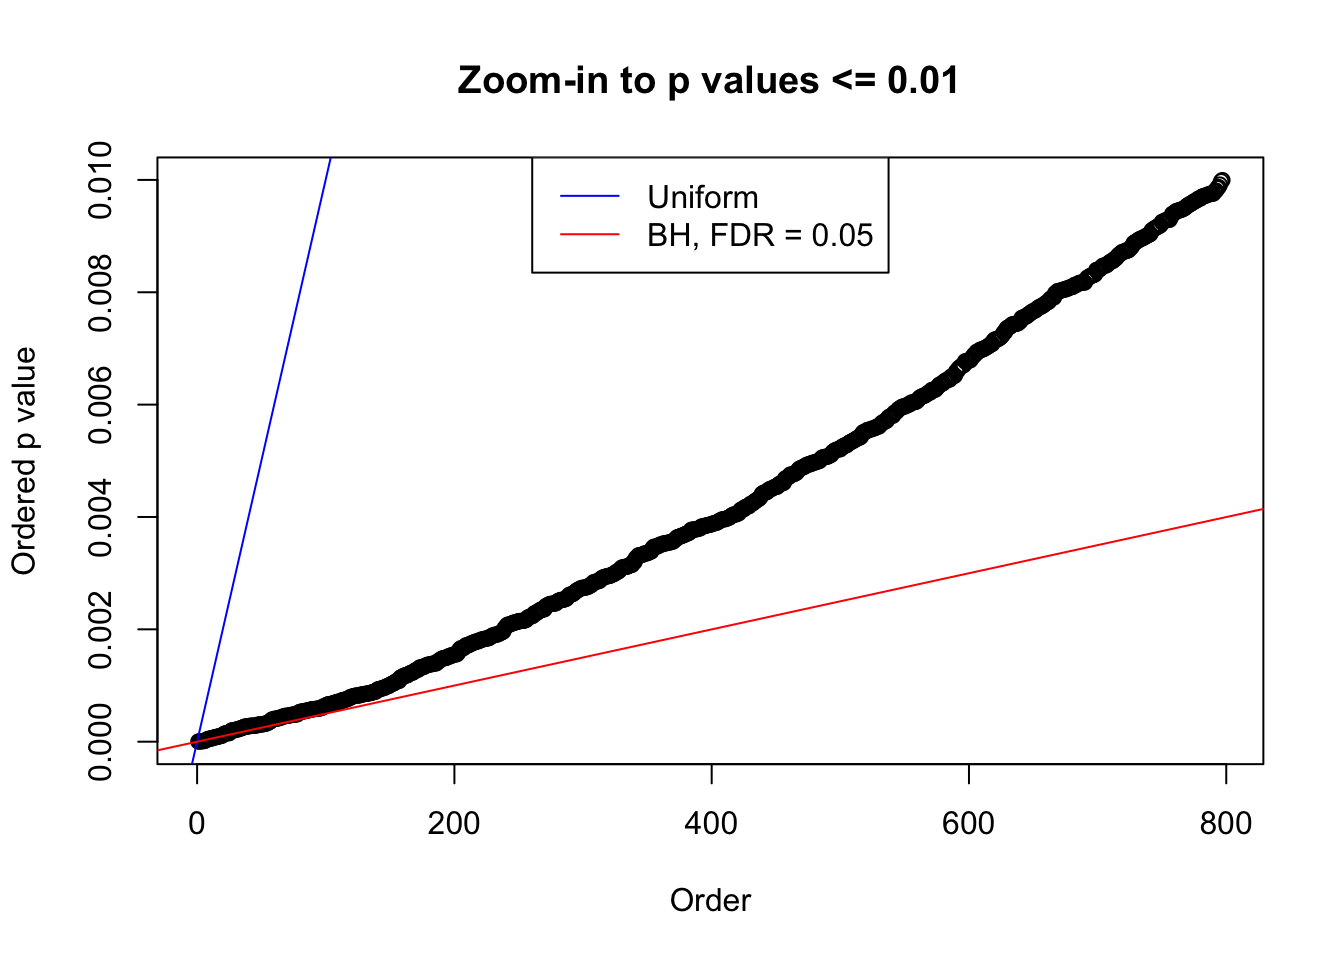 Zoom-in to p values <= 0.01
Uniform
BH, FDR = 0.05
Ordered p value
0.010
0.008
0.006
0.004
0.002
0.000
0 200 400 600 800
Order